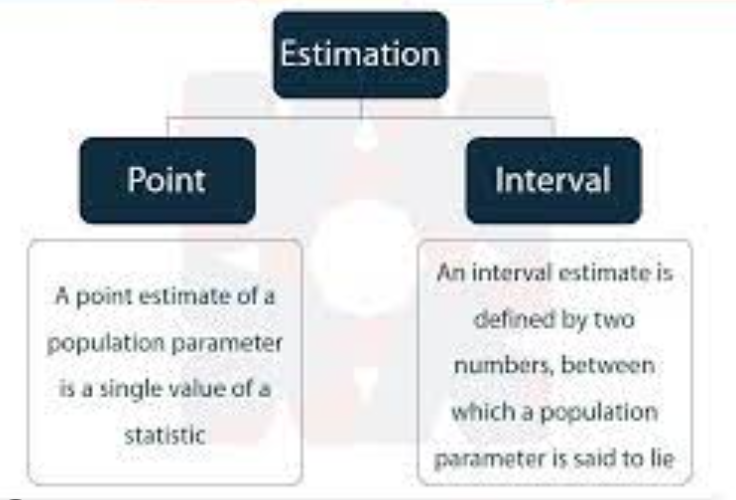 Estimation
Point
A point estimate of a
population parameter
is a single value of a
statistic
Interval
An interval estimate is
defined by two
numbers, between
which a population
parameter is said to lie